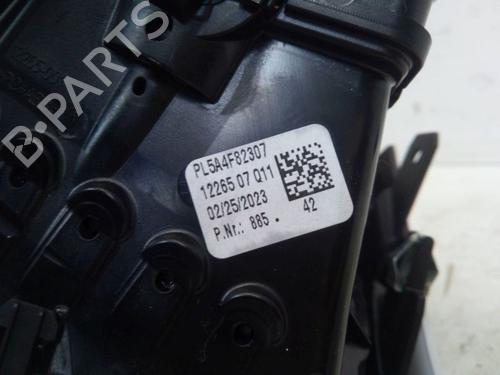 B-PARTS
PL5A4F82307
12265 07 Q11
02/25/2023
P.Nr.: 885. 42